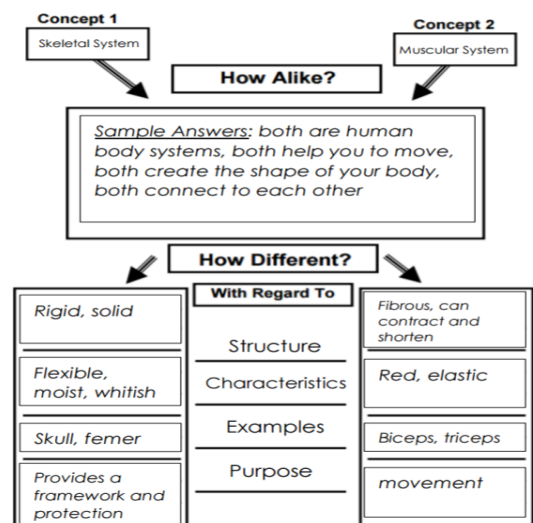 Concept 1
Concept 2
Skeletal System
Muscular System
How Alike?
Sample Answers: both are human
body systems, both help you to move,
both create the shape of your body,
both connect to each other
How Different?
With Regard To
Rigid, solid
Structure
Fibrous, can
contract and
shorten
Flexible,
moist, whitish
Characteristics
Red, elastic
Skull, femer
Examples
Biceps, triceps
Provides a
framework and
protection
Purpose
movement